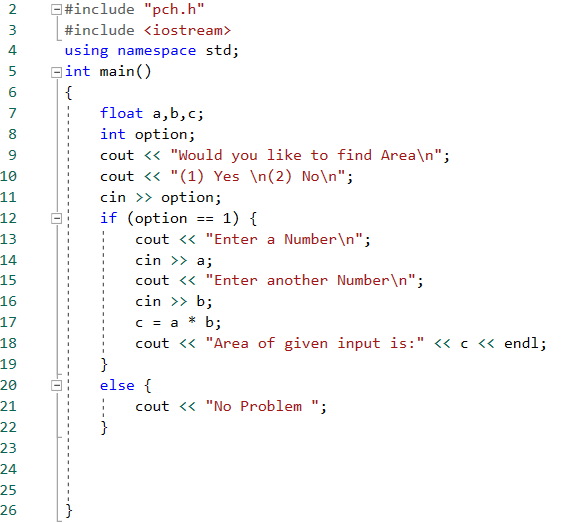 2 #include "pch.h"
3 #include <iostream>
4 using namespace std;
5 int main()
6 {
7 float a,b,c;
8 int option;
9 cout << "Would you like to find Area\n";
10 cout << "(1) Yes \n(2) No\n";
11 cin >> option;
12 if (option == 1) {
13 cout << "Enter a Number\n";
14 cin >> a;
15 cout << "Enter another Number\n";
16 cin >> b;
17 c = a * b;
18 cout << "Area of given input is:" << c << endl;
19 }
20 else {
21 cout << "No Problem ";
22 }
23
24
25
26 }